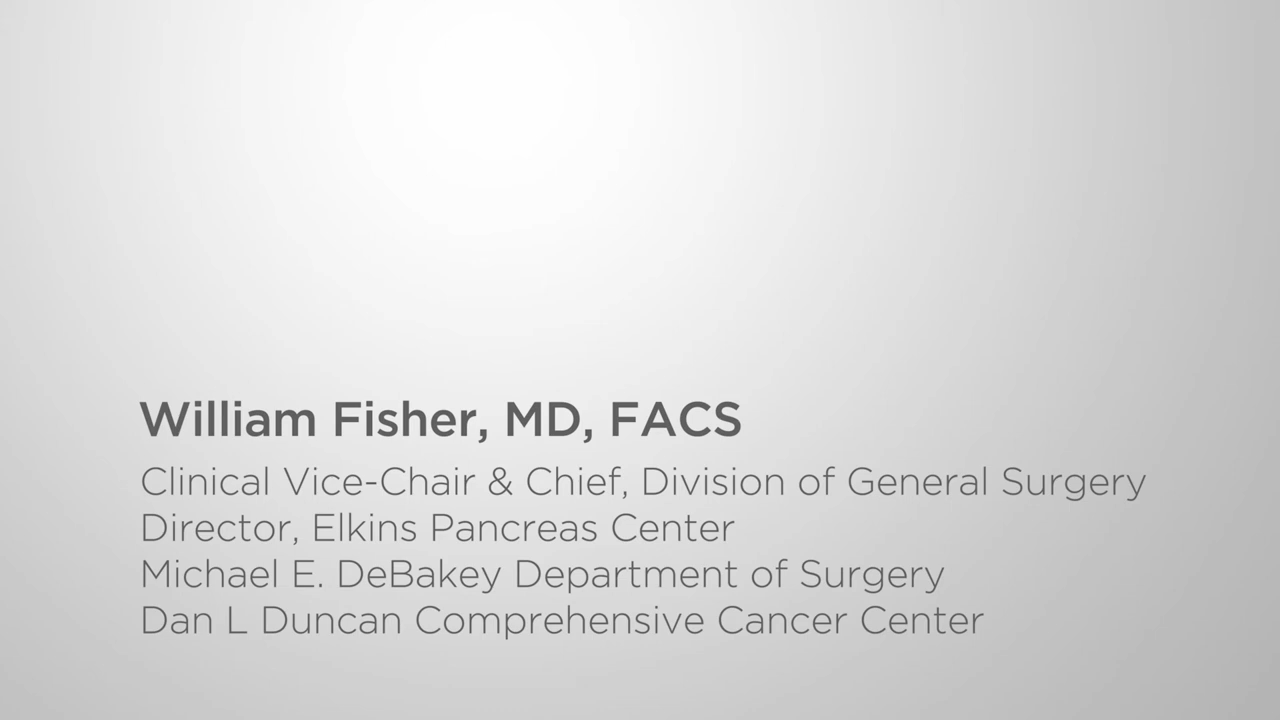 William Fisher, MD, FACS
Clinical Vice-Chair & Chief, Division of General Surgery
Director, Elkins Pancreas Center
Michael E. DeBakey Department of Surgery
Dan L Duncan Comprehensive Cancer Center